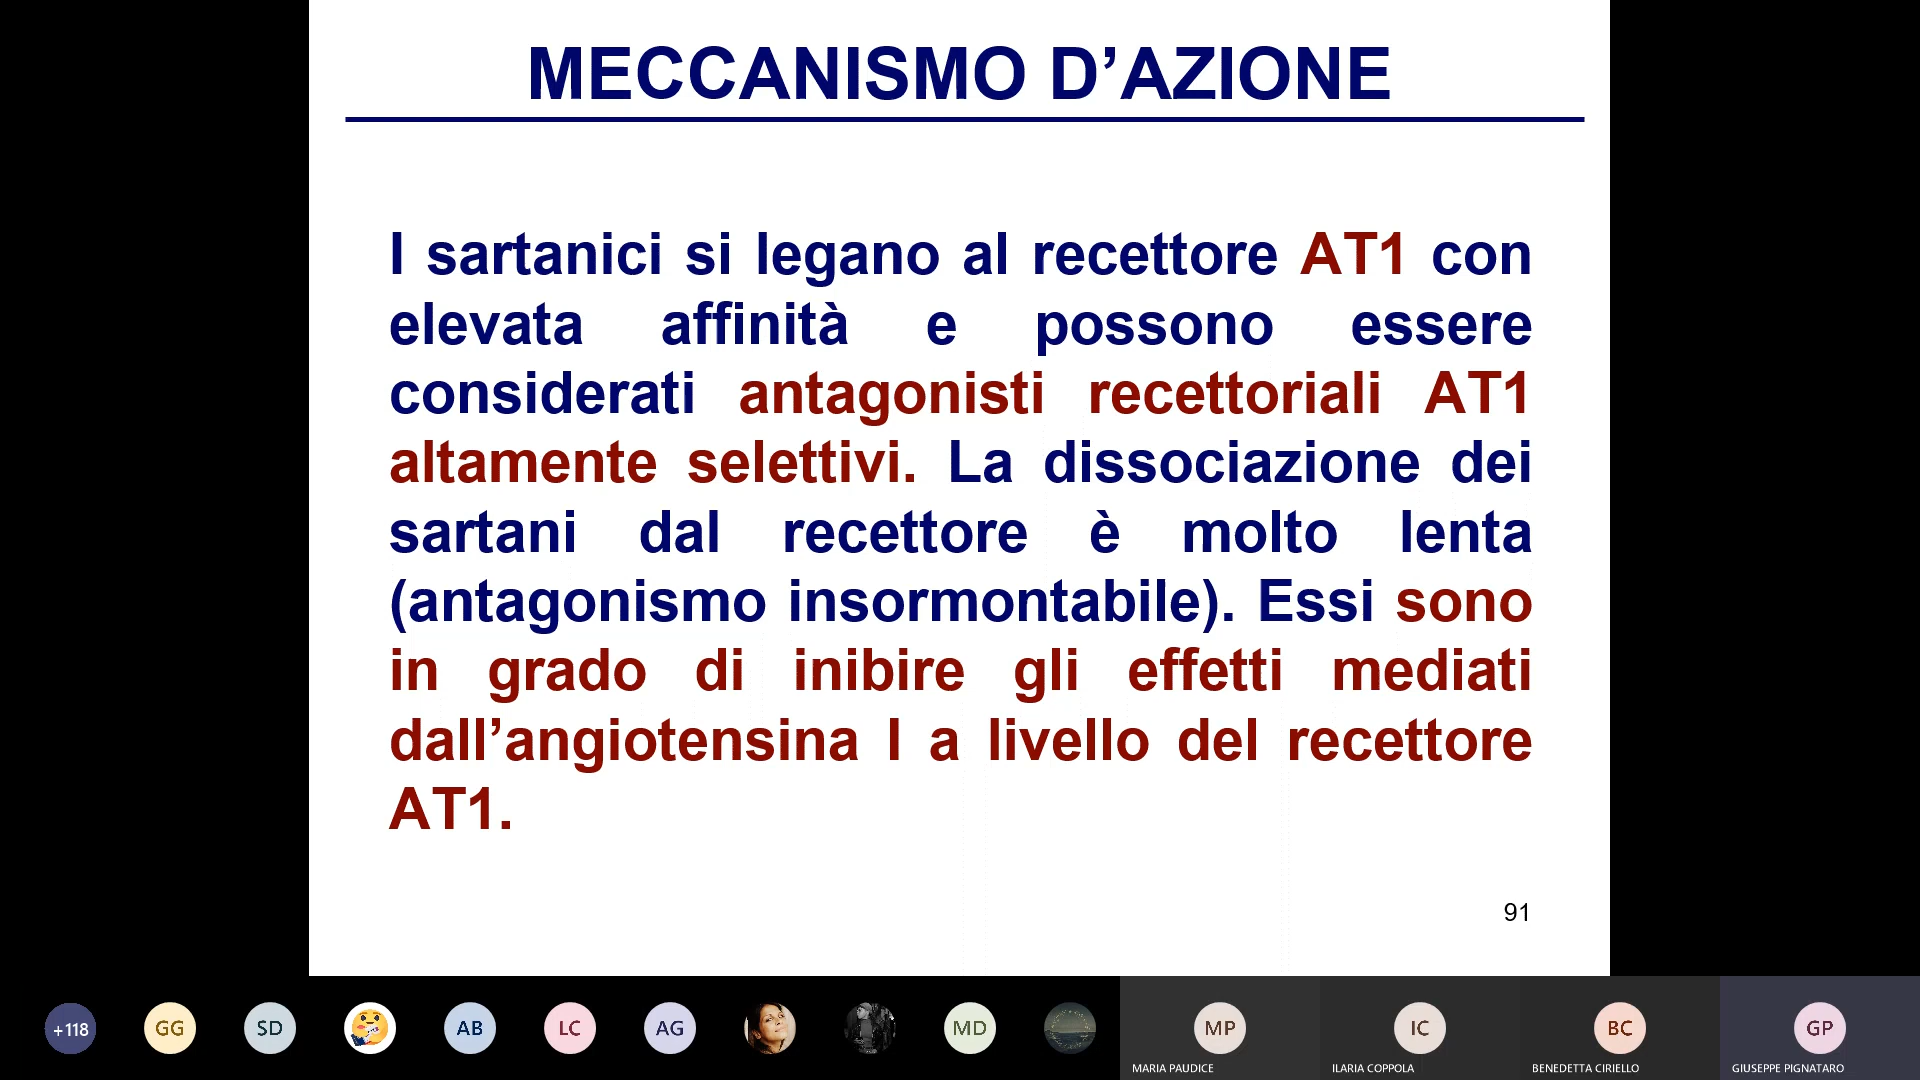 MECCANISMO D’AZIONE
I sartanici si legano al recettore AT1 con
elevata affinità e possono essere
considerati antagonisti recettoriali AT1
altamente selettivi. La dissociazione dei
sartani dal recettore è molto lenta
(antagonismo insormontabile). Essi sono
in grado di inibire gli effetti mediati
dall’angiotensina I a livello del recettore
AT1.
91
+118
GG
SD
AB
LC
AG
MD
MP
IC
BC
GP
MARIA PAUDICE
ILARIA COPPOLA
BENEDETTA CIRIELLO
GIUSEPPE PIGNATARO